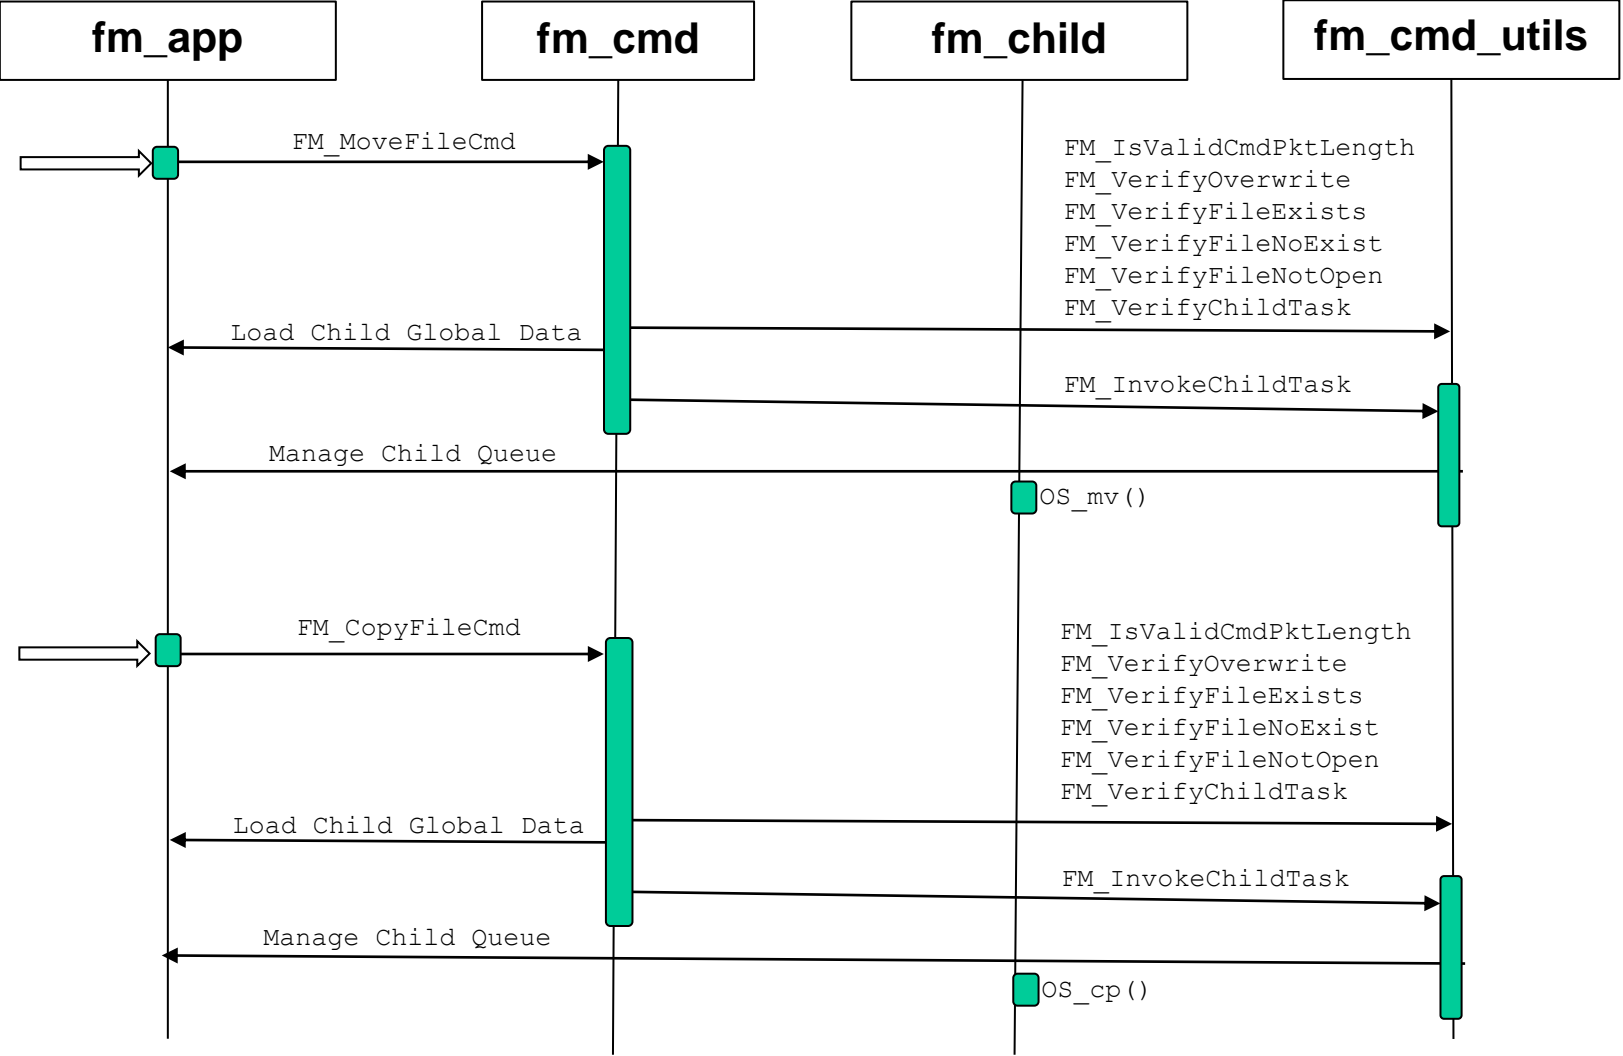 fm_app
fm_cmd
fm_child
fm_cmd_utils
FM_MoveFileCmd
FM_IsValidCmdPktLength
FM_VerifyOverwrite
FM_VerifyFileExists
FM_VerifyFileNoExist
FM_VerifyFileNotOpen
FM_VerifyChildTask
Load Child Global Data
FM_InvokeChildTask
Manage Child Queue
OS_mv()
FM_CopyFileCmd
FM_IsValidCmdPktLength
FM_VerifyOverwrite
FM_VerifyFileExists
FM_VerifyFileNoExist
FM_VerifyFileNotOpen
FM_VerifyChildTask
Load Child Global Data
FM_InvokeChildTask
Manage Child Queue
OS_cp()